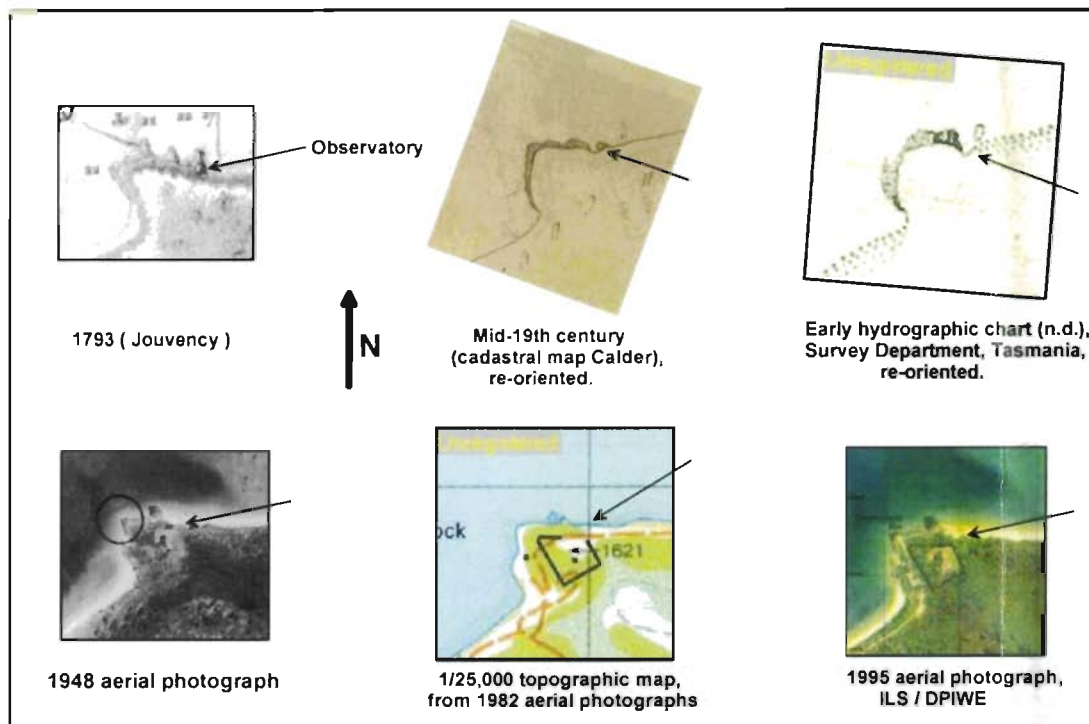 Observatory
Unregistered
1793 ( Jouvency )
N
Mid-19th century
(cadastral map Calder),
re-oriented.
Early hydrographic chart (n.d.),
Survey Department, Tasmania,
re-oriented.
Unregistered
ock
1621
1948 aerial photograph
1/25,000 topographic map,
from 1982 aerial photographs
1995 aerial photograph,
ILS / DPIWE